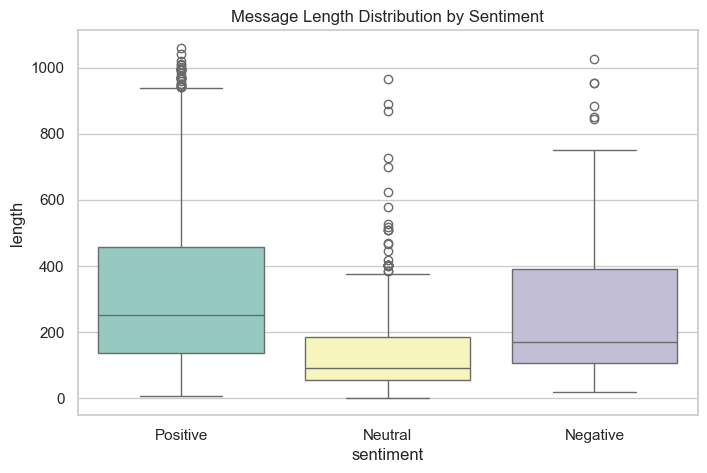 Message Length Distribution by Sentiment
length
1000
800
600
400
200
0
Positive
Neutral
Negative
sentiment